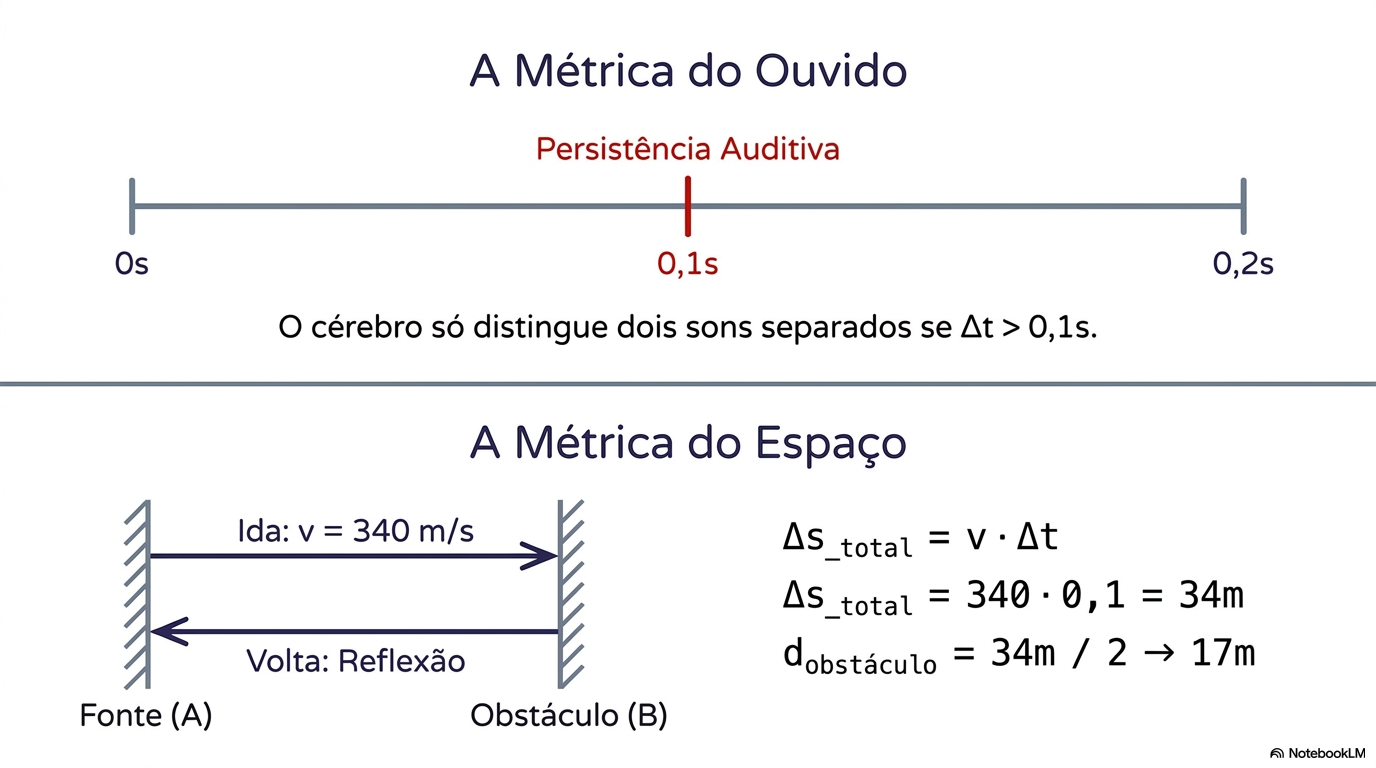 A Métrica do Ouvido
Persistência Auditiva
0s
0,1s
0,2s
O cérebro só distingue dois sons separados se Δt > 0,1s.
A Métrica do Espaço
Ida: v = 340 m/s
Volta: Reflexão
Fonte (A)
Obstáculo (B)
Δs_total = v · Δt
Δs_total = 340 · 0,1 = 34m
dobstáculo = 34m / 2 → 17m
NotebookLM